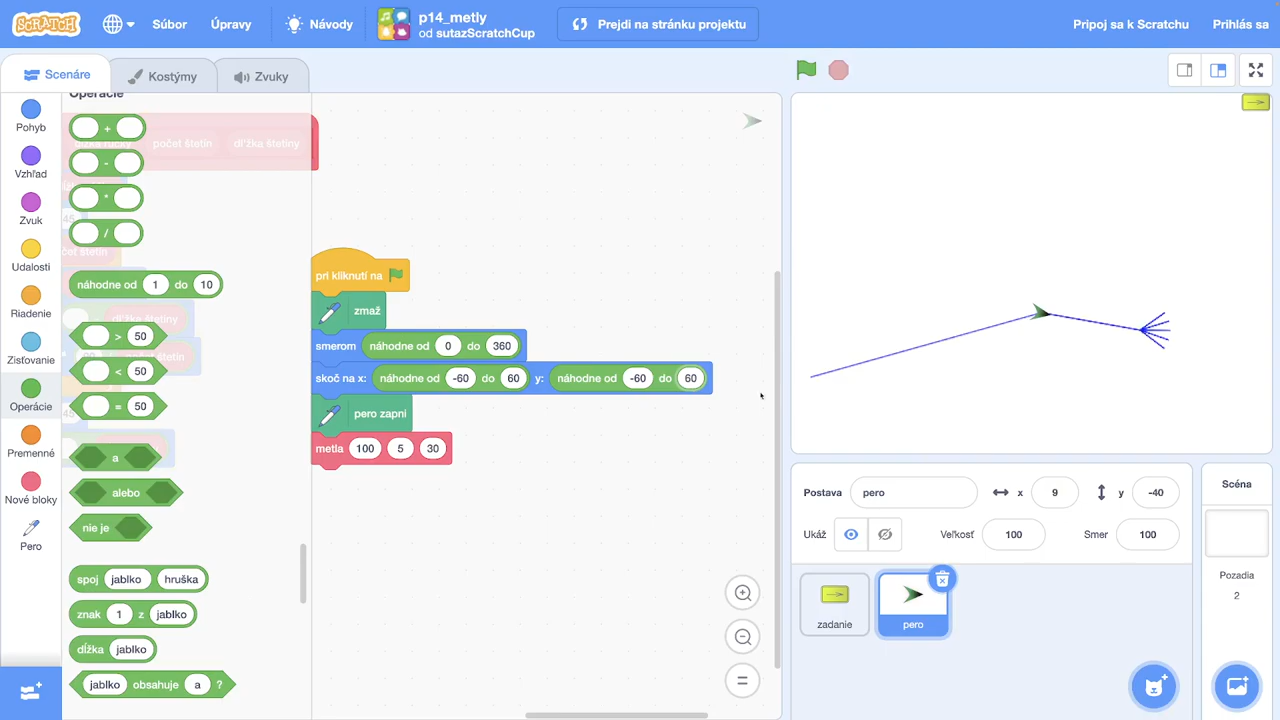 SCRATCH
Súbor
Úpravy
Návody
p14_metly
od sutazScratchCup
Prejdi na stránku projektu
Pripoj sa k Scratchu
Prihlás sa
Scenáre
Kostýmy
Zvuky
Pohyb
Vzhľad
Zvuk
Udalosti
Riadenie
Zisťovanie
Operácie
Premenné
Nové bloky
Pero
Operácie
+
dĺžka rúčky počet štetín dĺžka štetiny
-
*
/
náhodne od 1 do 10
> 50
< 50
= 50
a
alebo
nie je
spoj jablko hruška
znak 1 z jablko
dĺžka jablko
jablko obsahuje a ?
pri kliknutí na
zmaž
smerom náhodne od 0 do 360
skoč na x: náhodne od -60 do 60 y: náhodne od -60 do 60
pero zapni
metla 100 5 30
Postava pero x 9 y -40
Ukáž Veľkosť 100 Smer 100
zadanie
pero
Scéna
Pozadia
2